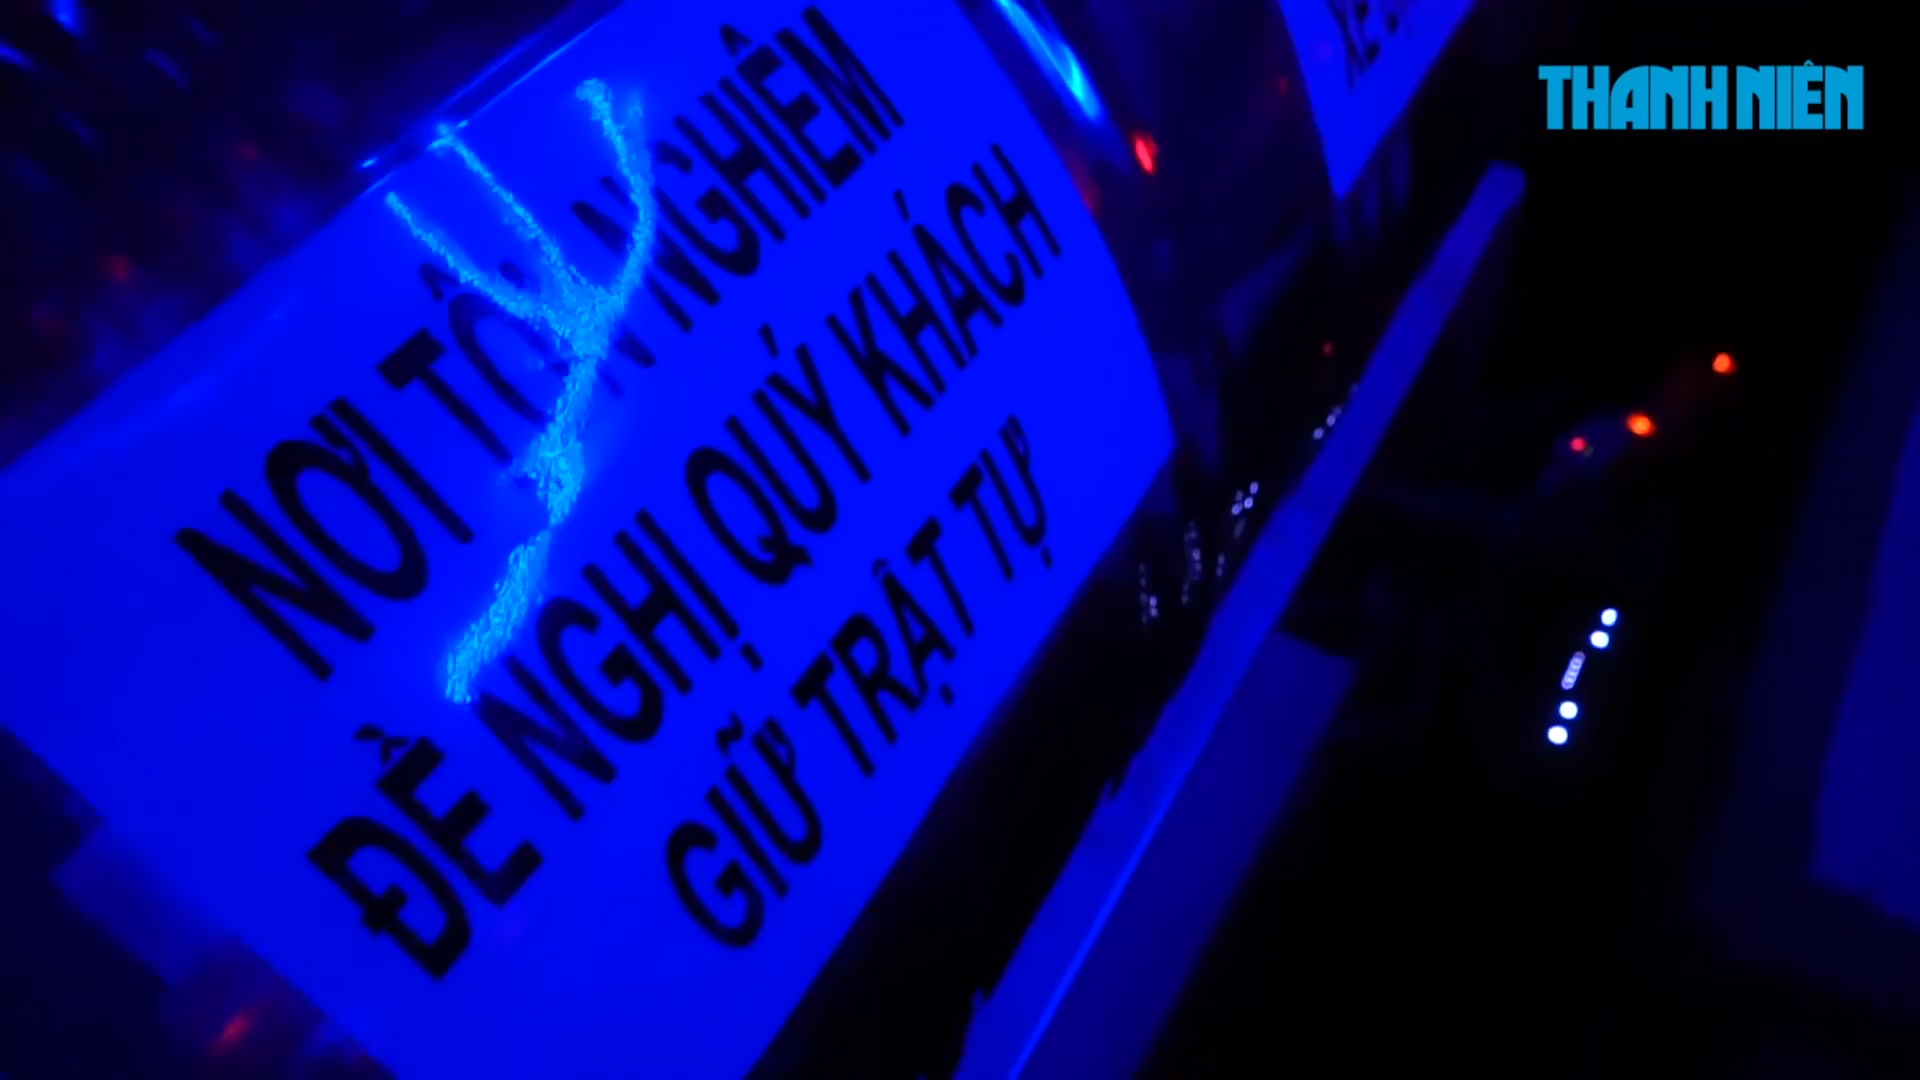 THANH NIÊN
NƠI TÔN NGHIÊM
ĐỀ NGHỊ QUÝ KHÁCH
GIỮ TRẬT TỰ